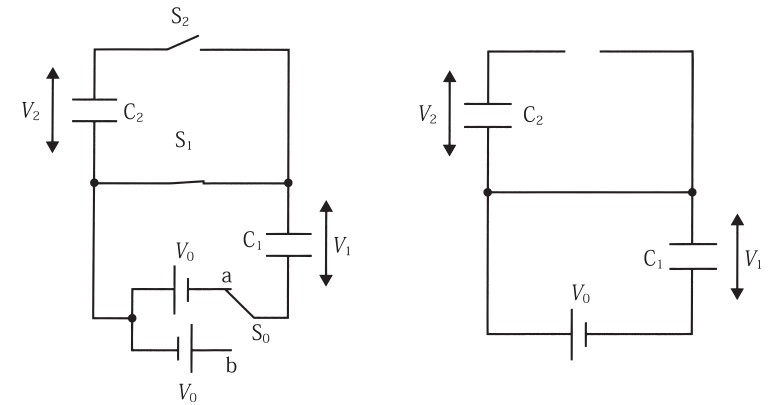 S₂
V₂
C₂
S₁
C₁
V₁
V₀
a
S₀
b
V₀
V₂
C₂
C₁
V₁
V₀